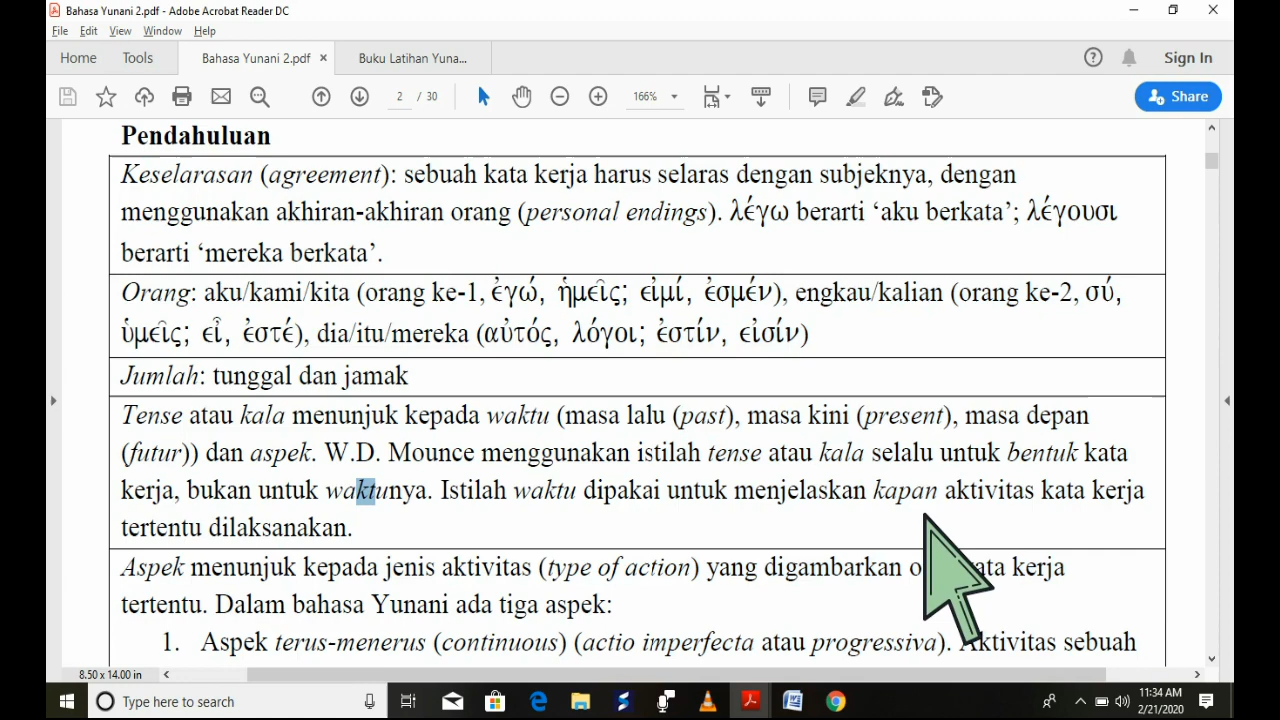 Bahasa Yunani 2.pdf - Adobe Acrobat Reader DC
File Edit View Window Help
Home Tools Bahasa Yunani 2.pdf × Buku Latihan Yuna... Sign In
2 / 30 166% Share
Pendahuluan
Keselarasan (agreement): sebuah kata kerja harus selaras dengan subjeknya, dengan
menggunakan akhiran-akhiran orang (personal endings). λέγω berarti ‘aku berkata’; λέγουσι
berarti ‘mereka berkata’.
Orang: aku/kami/kita (orang ke-1, ἐγώ, ἡμεῖς; εἰμί, ἐσμέν), engkau/kalian (orang ke-2, σύ,
ὑμεῖς; εἶ, ἐστέ), dia/itu/mereka (αὐτός, λόγοι; ἐστίν, εἰσίν)
Jumlah: tunggal dan jamak
Tense atau kala menunjuk kepada waktu (masa lalu (past), masa kini (present), masa depan
(futur)) dan aspek. W.D. Mounce menggunakan istilah tense atau kala selalu untuk bentuk kata
kerja, bukan untuk waktunya. Istilah waktu dipakai untuk menjelaskan kapan aktivitas kata kerja
tertentu dilaksanakan.
Aspek menunjuk kepada jenis aktivitas (type of action) yang digambarkan kata kerja
tertentu. Dalam bahasa Yunani ada tiga aspek:
1. Aspek terus-menerus (continuous) (actio imperfecta atau progressiva). Aktivitas sebuah
8.50 x 14.00 in
Type here to search 11:34 AM
2/21/2020